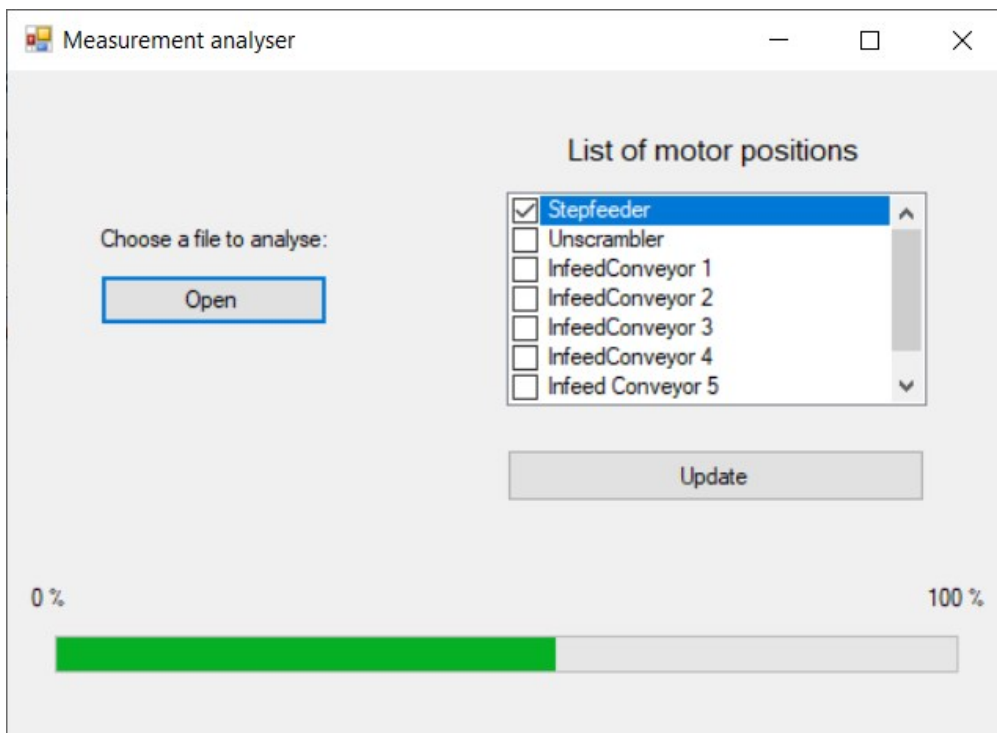 Measurement analyser
List of motor positions
Choose a file to analyse:
Open
Stepfeeder
Unscrambler
InfeedConveyor 1
InfeedConveyor 2
InfeedConveyor 3
InfeedConveyor 4
Infeed Conveyor 5
Update
0 %
100 %